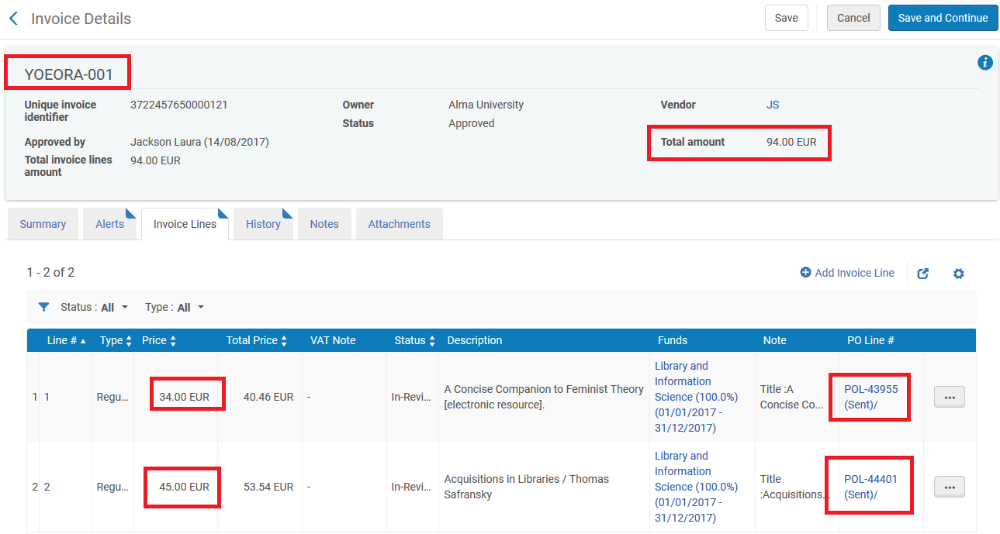 Invoice Details
Save
Cancel
Save and Continue
YOEORA-001
Unique invoice identifier 3722457650000121
Owner Alma University
Vendor JS
Status Approved
Approved by Jackson Laura (14/08/2017)
Total amount 94.00 EUR
Total invoice lines amount 94.00 EUR
Summary
Alerts
Invoice Lines
History
Notes
Attachments
1 - 2 of 2
Add Invoice Line
Status : All
Type : All
Line # Type Price Total Price VAT Note Status Description Funds Note PO Line #
1 1 Regu... 34.00 EUR 40.46 EUR - In-Revi...
A Concise Companion to Feminist Theory
[electronic resource].
Library and
Information
Science (100.0%)
(01/01/2017 -
31/12/2017)
Title :A
Concise Co...
POL-43955
(Sent)/
...
2 2 Regu... 45.00 EUR 53.54 EUR - In-Revi...
Acquisitions in Libraries / Thomas
Safransky
Library and
Information
Science (100.0%)
(01/01/2017 -
31/12/2017)
Title
:Acquisitions...
POL-44401
(Sent)/
...